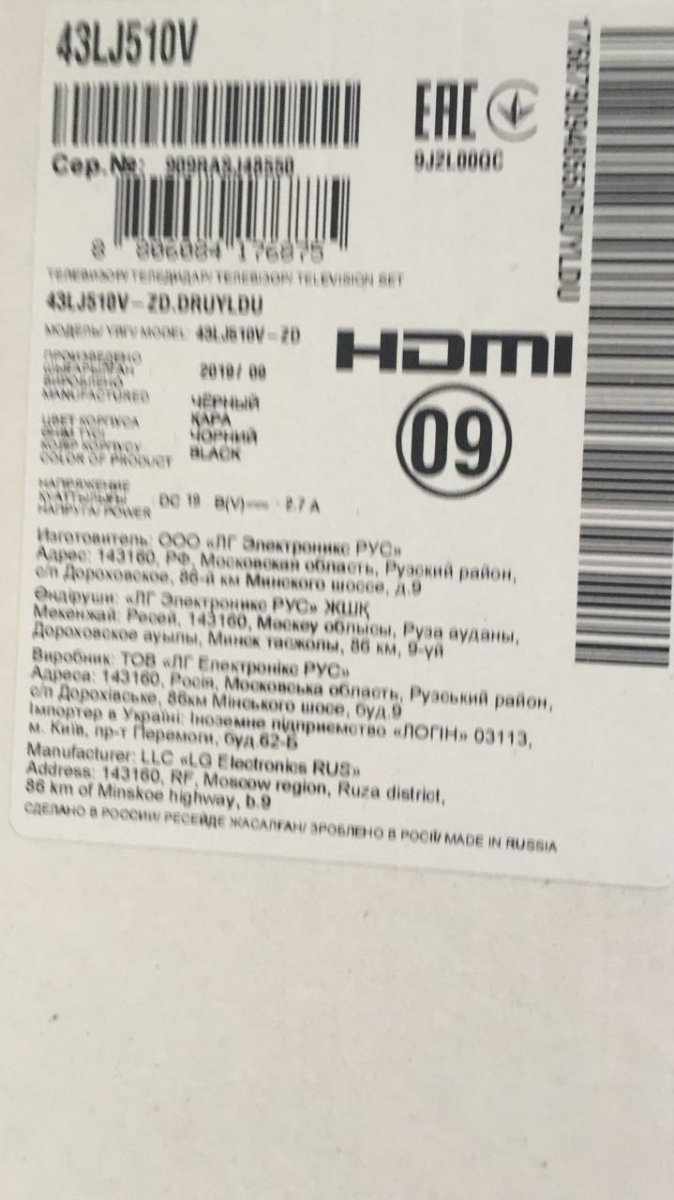 43LJ510V
EAC
Сер.№: 909RASJ48550
9J2L00QC
8 806084 176875
ТЕЛЕВИЗОР/ ТЕЛЕДИДАР/ ТЕЛЕВІЗОР/ TELEVISION SET
43LJ510V-ZD.DRUYLDU
МОДЕЛЬ/ ҮЛГІ/ MODEL: 43LJ510V-ZD
HDMI
09
ПРОИЗВЕДЕНО
ШЫҒАРЫЛҒАН
ВИРОБЛЕНО
MANUFACTURED
2019/ 09
ЦВЕТ КОРПУСА
КОЛІР КОРПУСУ
COLOR OF PRODUCT
ЧЁРНЫЙ
ҚАРА
ЧОРНИЙ
BLACK
НАПРЯЖЕНИЕ
НАПРУГА/ POWER
DC 19 В(V) 2.7 A
Изготовитель: ООО «ЛГ Электроникс РУС»
Адрес: 143160, РФ, Московская область, Рузский район,
с/п Дороховское, 86-й км Минского шоссе, д.9
Өндіруші: «ЛГ Электроникс РУС» ЖШҚ
Мекенжай: Ресей, 143160, Мәскеу облысы, Руза ауданы,
Дороховское ауылы, Минск тасжолы, 86 км, 9-үй
Виробник: ТОВ «ЛГ Електронікс РУС»
Адреса: 143160, Росія, Московська область, Рузський район,
с/п Дорохівське, 86км Мінського шосе, буд.9
Імпортер в Україні: Іноземне підприємство «ЛОГІН» 03113,
м. Київ, пр-т Перемоги, буд.62-Б
Manufacturer: LLC «LG Electronics RUS»
Address: 143160, RF, Moscow region, Ruza district,
86 km of Minskoe highway, b.9
СДЕЛАНО В РОССИИ/ РЕСЕЙДЕ ЖАСАЛҒАН/ ЗРОБЛЕНО В РОСІЇ/ MADE IN RUSSIA